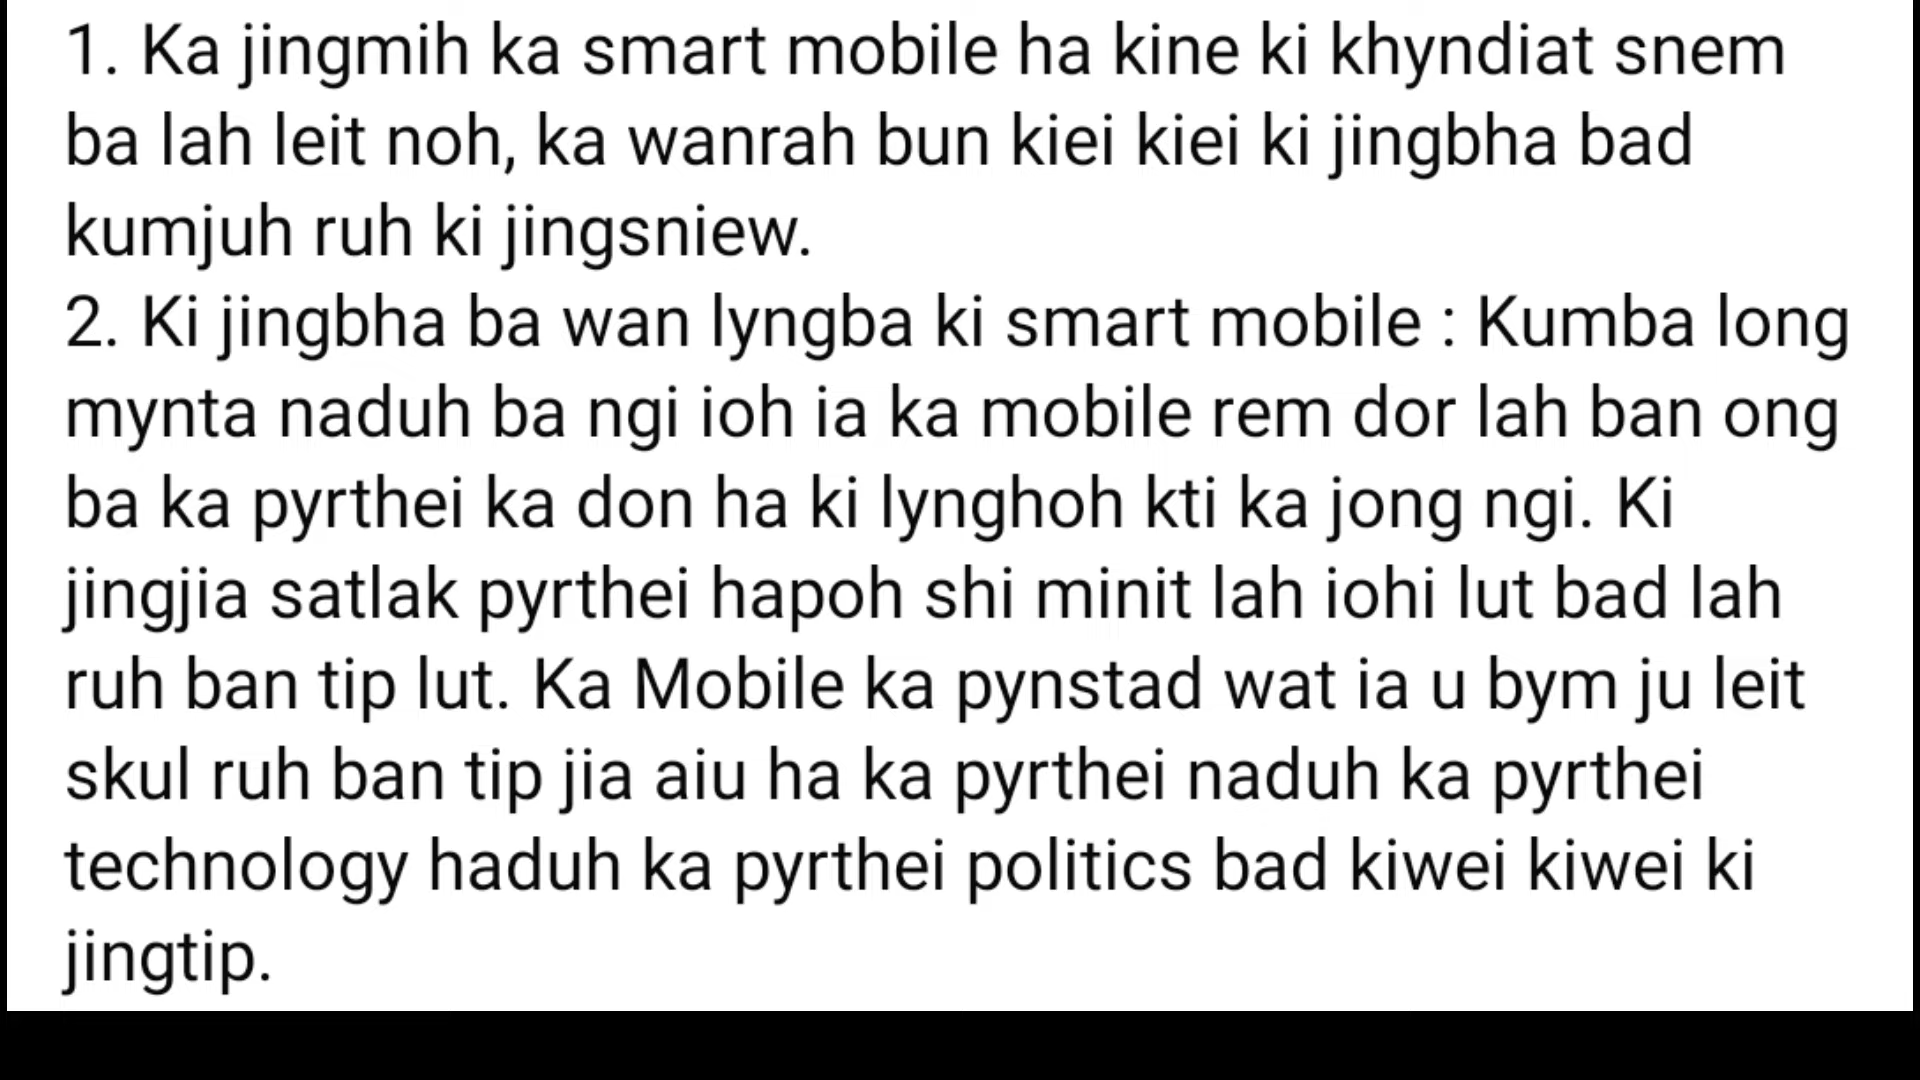 1. Ka jingmih ka smart mobile ha kine ki khyndiat snem
ba lah leit noh, ka wanrah bun kiei kiei ki jingbha bad
kumjuh ruh ki jingsniew.
2. Ki jingbha ba wan lyngba ki smart mobile : Kumba long
mynta naduh ba ngi ioh ia ka mobile rem dor lah ban ong
ba ka pyrthei ka don ha ki lynghoh kti ka jong ngi. Ki
jingjia satlak pyrthei hapoh shi minit lah iohi lut bad lah
ruh ban tip lut. Ka Mobile ka pynstad wat ia u bym ju leit
skul ruh ban tip jia aiu ha ka pyrthei naduh ka pyrthei
technology haduh ka pyrthei politics bad kiwei kiwei ki
jingtip.